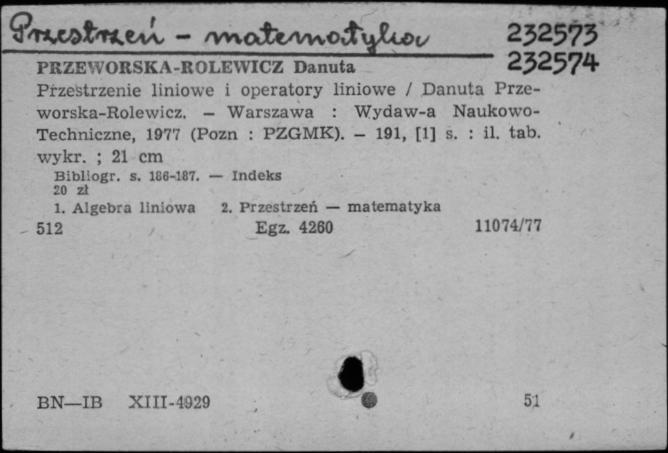 Przestrzeń - matematyka 232573
232574
PRZEWORSKA-ROLEWICZ Danuta
Przestrzenie liniowe i operatory liniowe / Danuta Prze-
worska-Rolewicz. — Warszawa : Wydaw-a Naukowo-
Techniczne, 1977 (Pozn : PZGMK). — 191, [1] s. : il. tab.
wykr. ; 21 cm
Bibliogr. s. 186-187. — Indeks
20 zł
1. Algebra liniowa 2. Przestrzeń — matematyka
512 Egz. 4260 11074/77
BN—IB XIII-4929 51